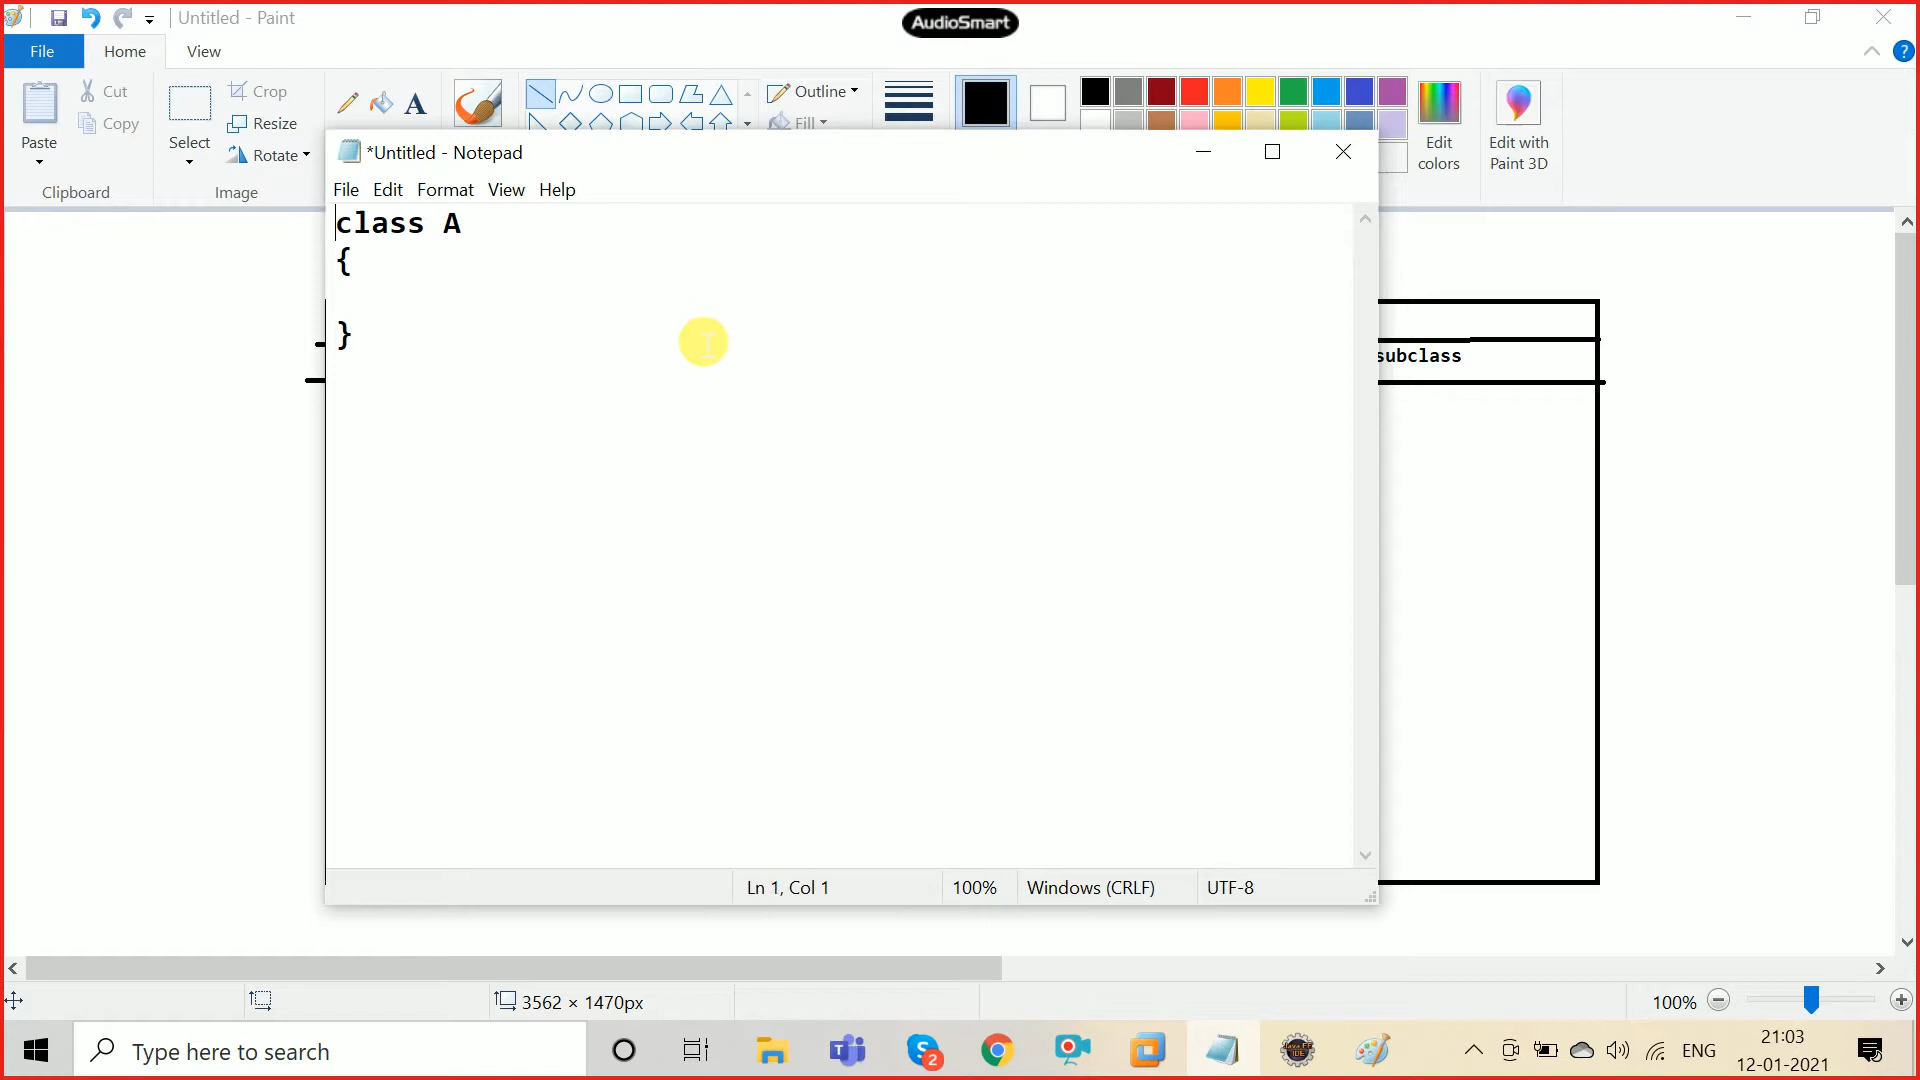 Untitled - Paint
AudioSmart
File
Home
View
?
Paste
Cut
Copy
Clipboard
Select
Crop
Resize
Rotate
Image
A
Outline
Fill
Edit colors
Edit with Paint 3D
*Untitled - Notepad
File Edit Format View Help
class A
{
}
subclass
Ln 1, Col 1
100%
Windows (CRLF)
UTF-8
3562 × 1470px
100%
Type here to search
2
ENG
21:03
12-01-2021